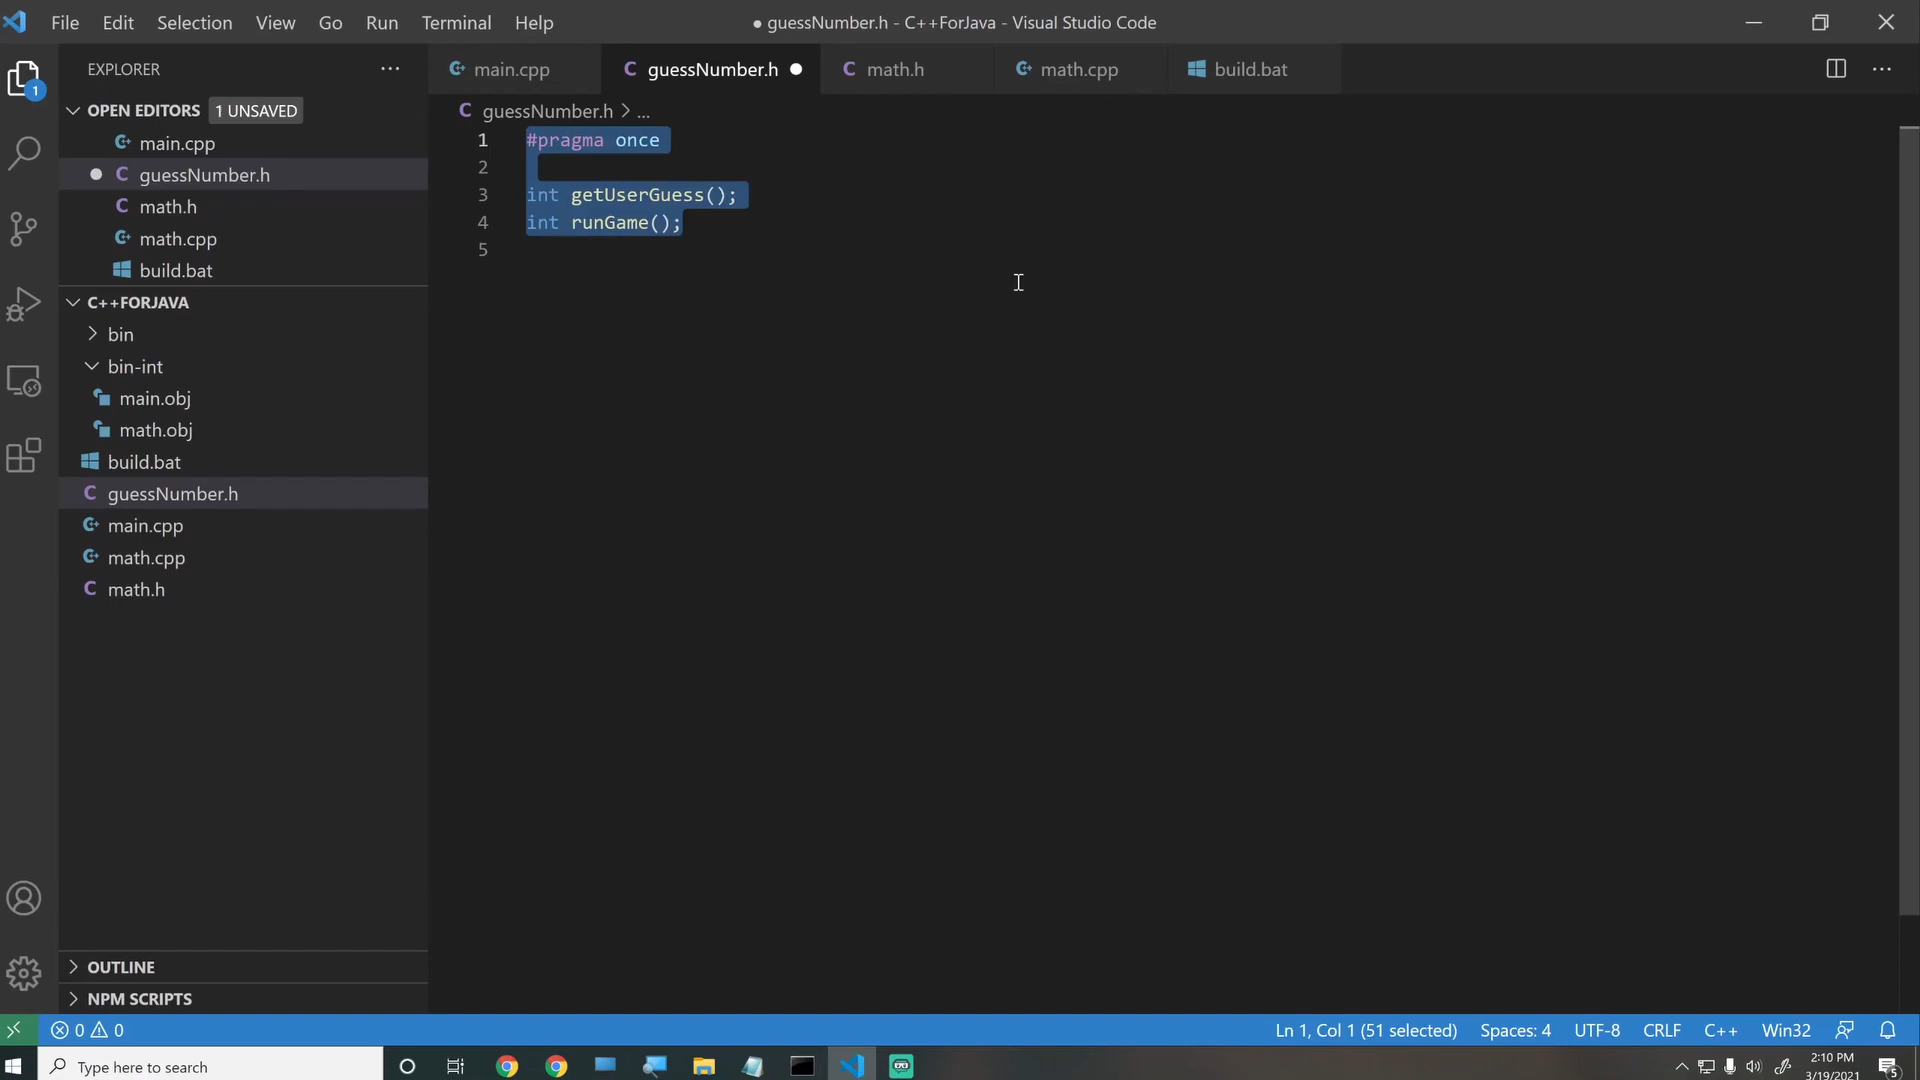 File Edit Selection View Go Run Terminal Help
● guessNumber.h - C++ForJava - Visual Studio Code
EXPLORER
main.cpp
guessNumber.h
math.h
math.cpp
build.bat
OPEN EDITORS 1 UNSAVED
main.cpp
guessNumber.h
math.h
math.cpp
build.bat
C++FORJAVA
bin
bin-int
main.obj
math.obj
build.bat
guessNumber.h
main.cpp
math.cpp
math.h
OUTLINE
NPM SCRIPTS
1
guessNumber.h > ...
1 #pragma once
2
3 int getUserGuess();
4 int runGame();
5
0 0
Ln 1, Col 1 (51 selected) Spaces: 4 UTF-8 CRLF C++ Win32
Type here to search
2:10 PM
3/19/2021
5